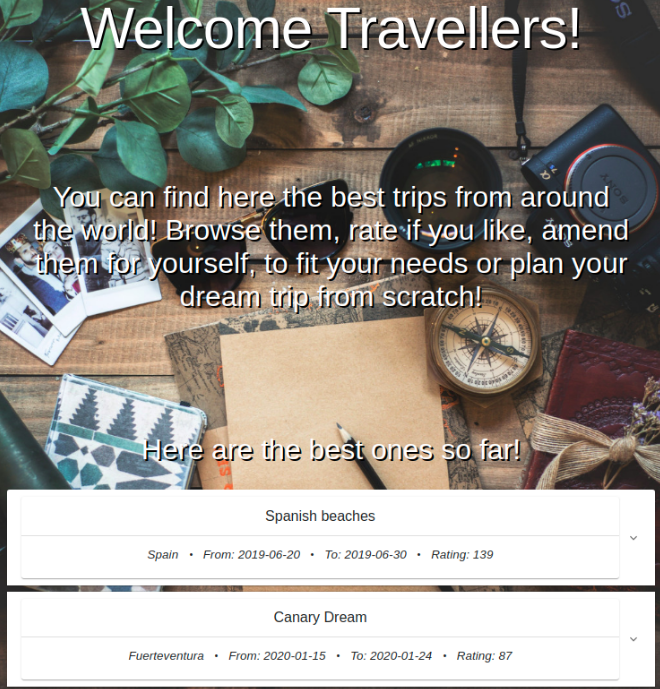 Welcome Travellers!
You can find here the best trips from around
the world! Browse them, rate if you like, amend
them for yourself, to fit your needs or plan your
dream trip from scratch!
SONY
Here are the best ones so far!
Spanish beaches
Spain • From: 2019-06-20 • To: 2019-06-30 • Rating: 139
Canary Dream
Fuerteventura • From: 2020-01-15 • To: 2020-01-24 • Rating: 87